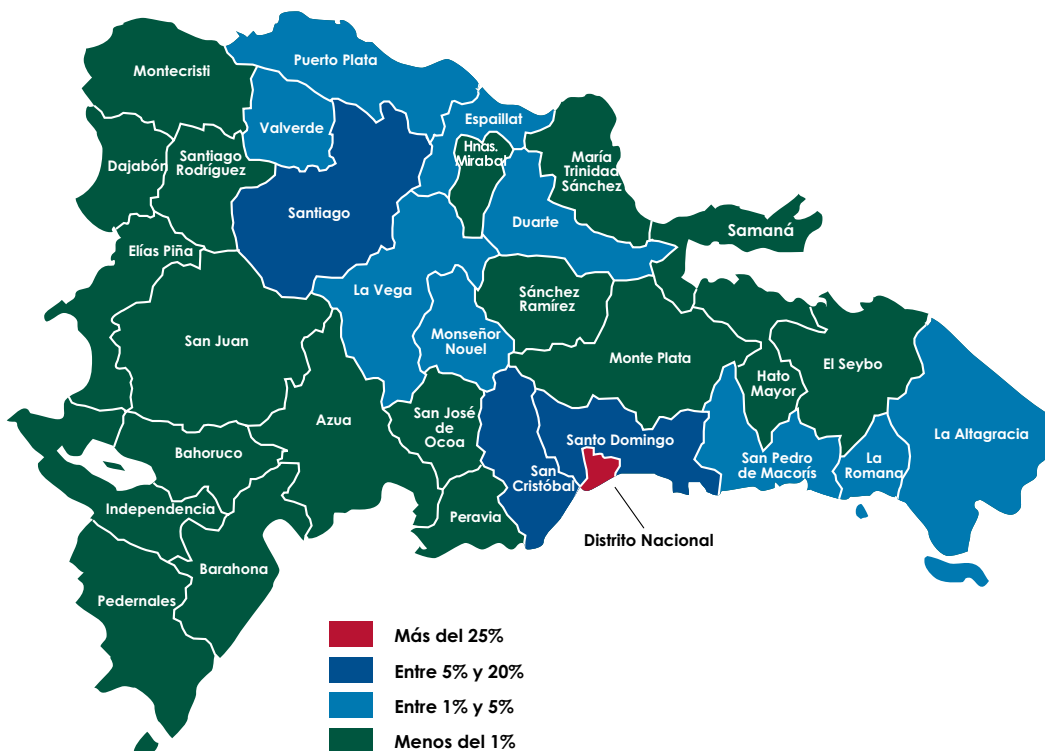 Puerto Plata
Montecristi
Espaillat
Valverde
Hnas.
Mirabal
Dajabón
Santiago
Rodríguez
María
Trinidad
Sánchez
Santiago
Duarte
Samaná
Elías Piña
La Vega
Sánchez
Ramírez
San Juan
Monseñor
Nouel
Monte Plata
El Seybo
Hato
Mayor
Azua
San José
de
Ocoa
Santo Domingo
La Altagracia
Bahoruco
San Pedro
de Macorís
La
Romana
San
Cristóbal
Independencia
Peravia
Distrito Nacional
Barahona
Pedernales
Más del 25%
Entre 5% y 20%
Entre 1% y 5%
Menos del 1%